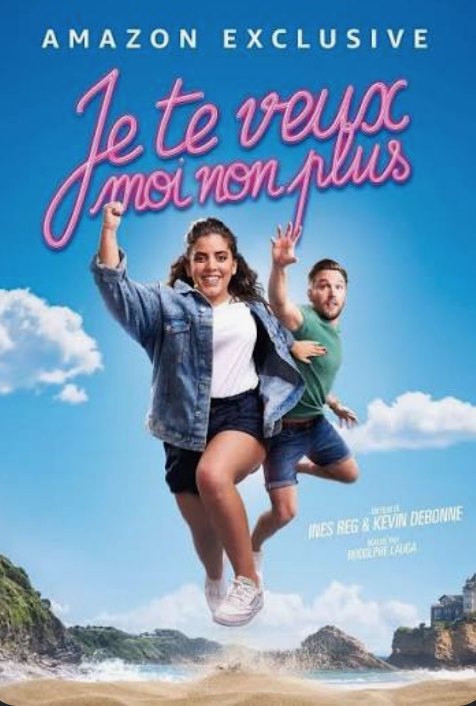 AMAZON EXCLUSIVE
Je te veux
moi non plus
UN FILM DE
INES REG & KEVIN DEBONNE
RÉALISÉ PAR
RODOLPHE LAUGA